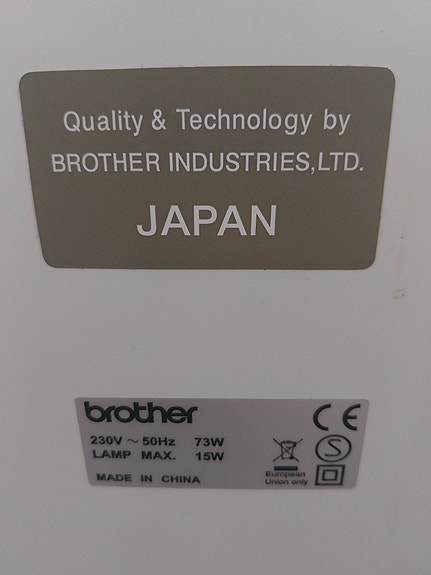 Quality & Technology by
BROTHER INDUSTRIES,LTD.
JAPAN
brother
230V ~ 50Hz 73W
LAMP MAX. 15W
MADE IN CHINA
CE
S
European
Union only